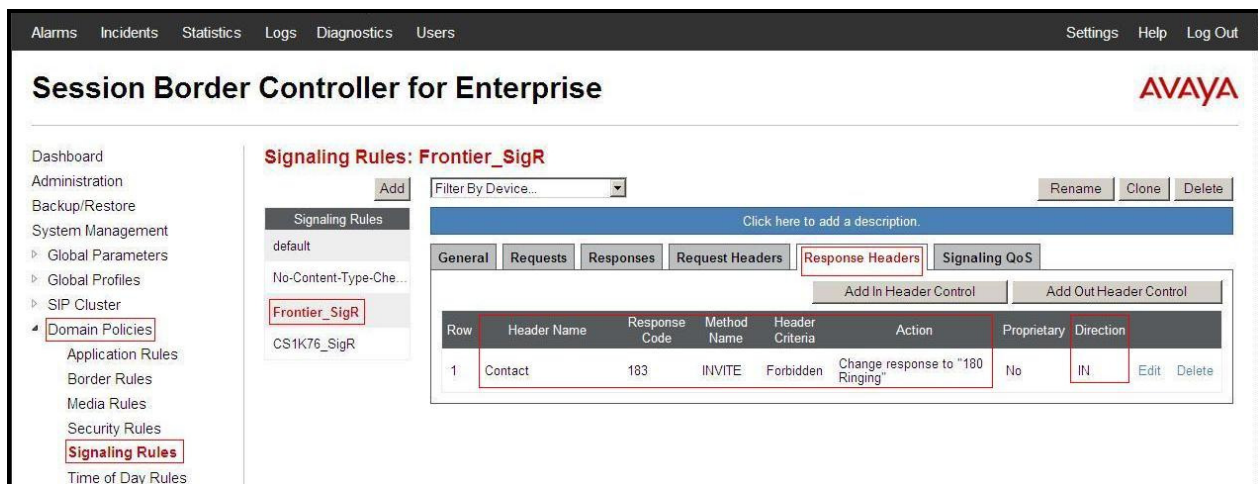 Alarms Incidents Statistics Logs Diagnostics Users Settings Help Log Out
Session Border Controller for Enterprise
AVAYA
Dashboard
Administration
Backup/Restore
System Management
Global Parameters
Global Profiles
SIP Cluster
Domain Policies
Application Rules
Border Rules
Media Rules
Security Rules
Signaling Rules
Time of Day Rules
Signaling Rules: Frontier_SigR
Add
Signaling Rules
default
No-Content-Type-Che...
Frontier_SigR
CS1K76_SigR
Filter By Device...
Rename Clone Delete
Click here to add a description.
General Requests Responses Request Headers Response Headers Signaling QoS
Add In Header Control Add Out Header Control
Row Header Name Response Code Method Name Header Criteria Action Proprietary Direction
1 Contact 183 INVITE Forbidden Change response to "180 Ringing" No IN Edit Delete